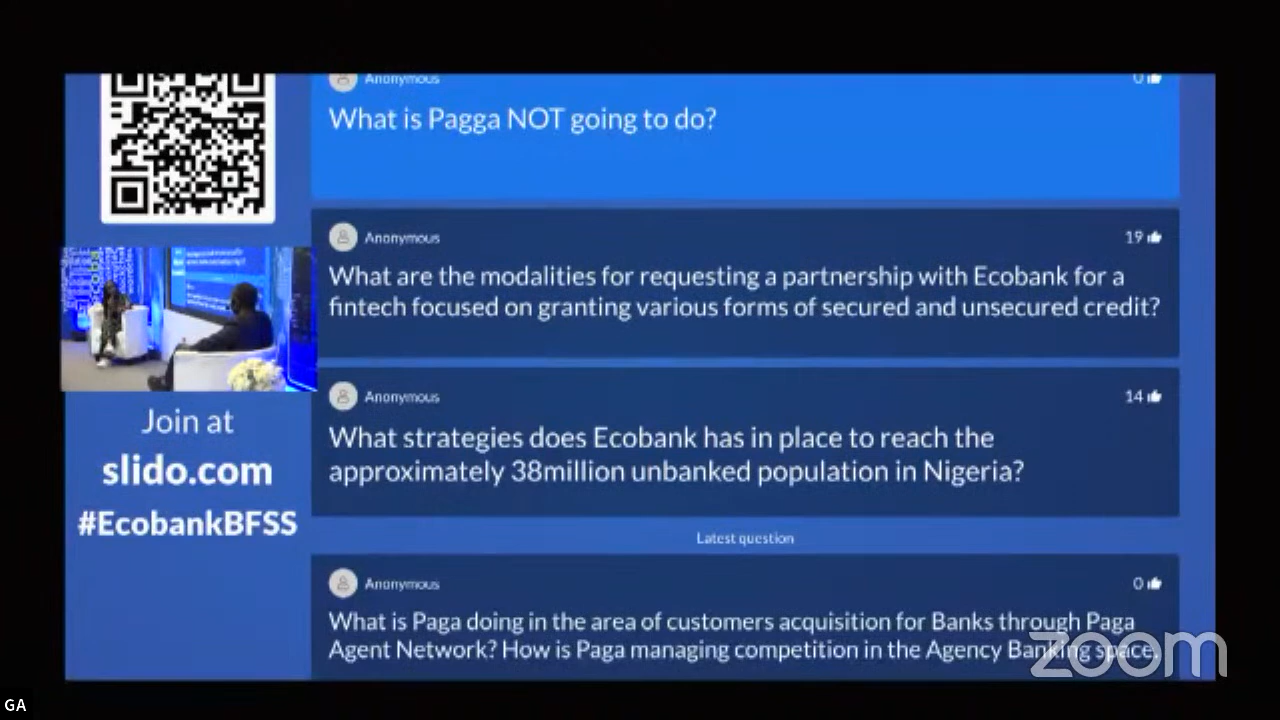 Anonymous
0
What is Pagga NOT going to do?
Anonymous
19
What are the modalities for requesting a partnership with Ecobank for a
fintech focused on granting various forms of secured and unsecured credit?
Anonymous
14
What strategies does Ecobank has in place to reach the
approximately 38million unbanked population in Nigeria?
Join at
slido.com
#EcobankBFSS
Latest question
Anonymous
0
What is Paga doing in the area of customers acquisition for Banks through Paga
Agent Network? How is Paga managing competition in the Agency Banking space.
zoom
GA